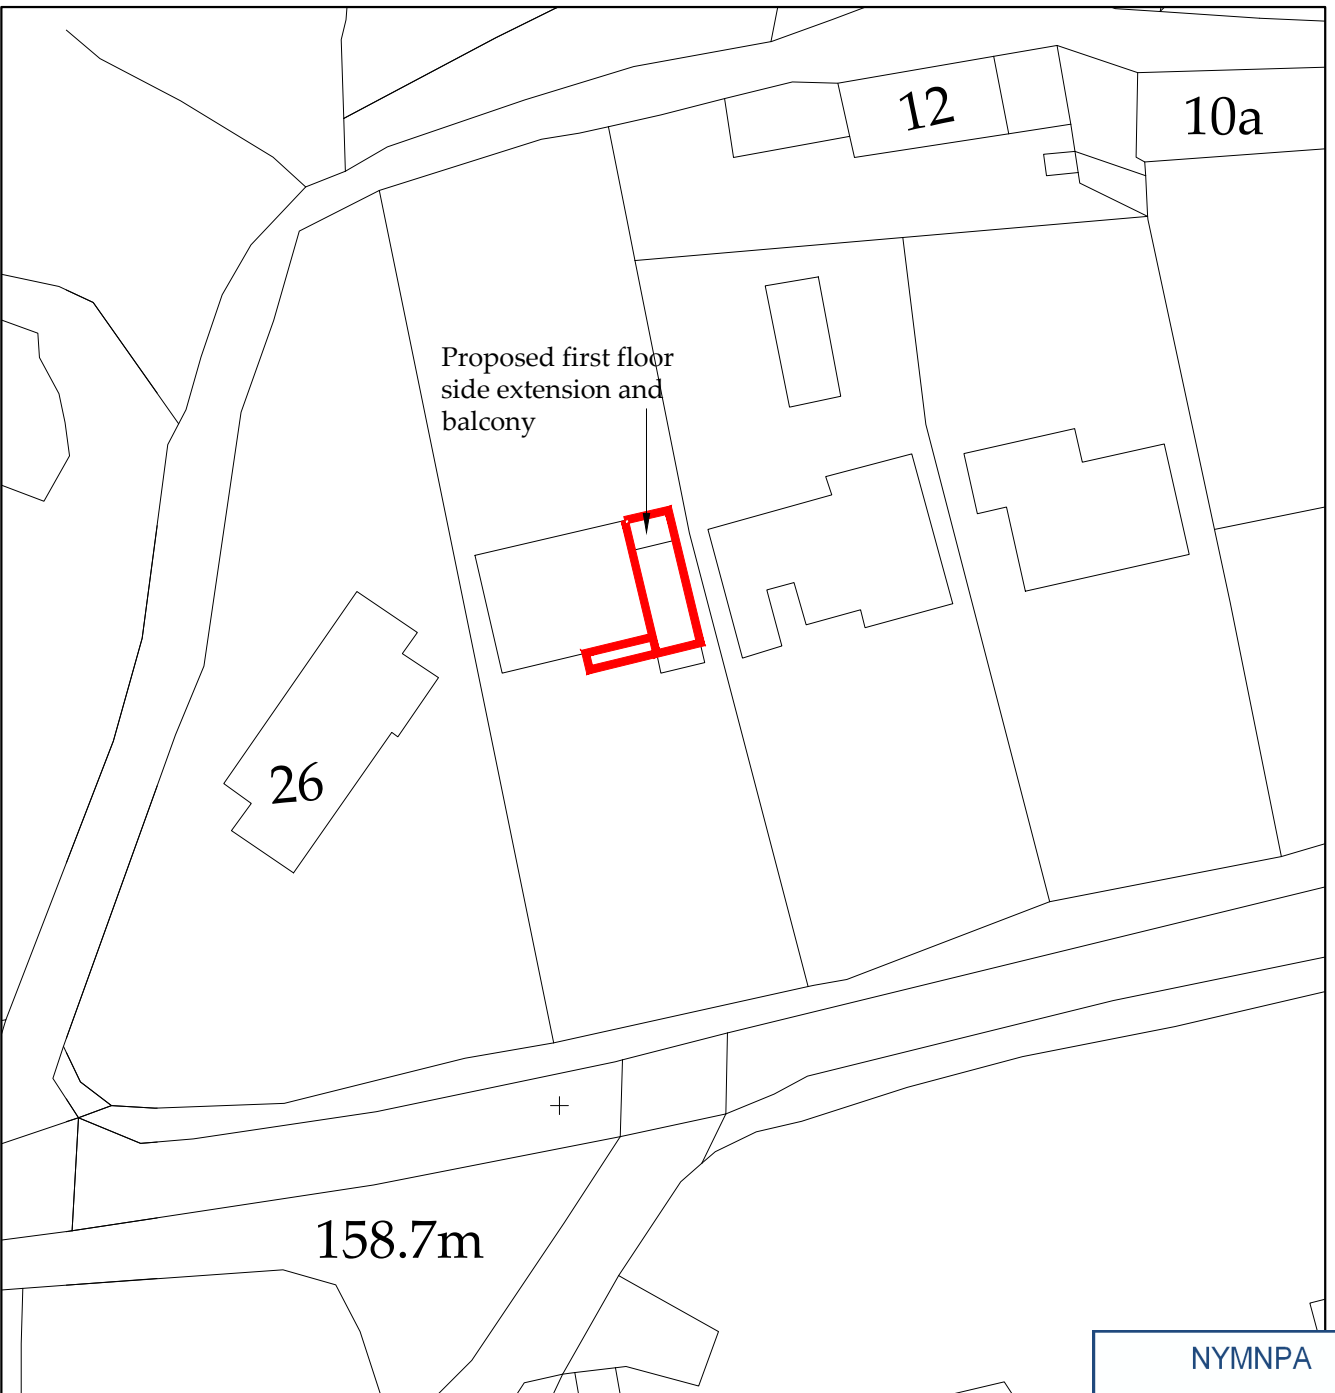 12
10a
Proposed first floor
side extension and
balcony
26
158.7m
NYMNPA